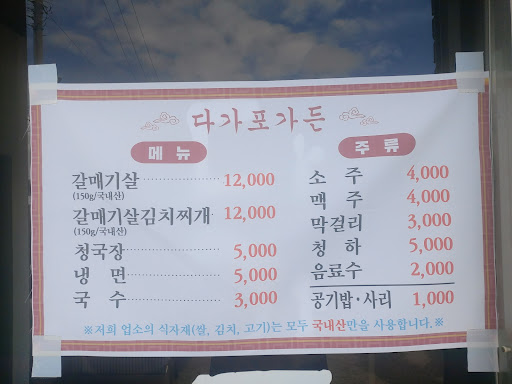 다가포가든
메뉴
갈매기살 12,000
(150g/국내산)
갈매기살김치찌개 12,000
(150g/국내산)
청국장 5,000
냉면 5,000
국수 3,000
주류
소주 4,000
맥주 4,000
막걸리 3,000
청하 5,000
음료수 2,000
공기밥·사리 1,000
※저희 업소의 식자재(쌀, 김치, 고기)는 모두 국내산만을 사용합니다.※